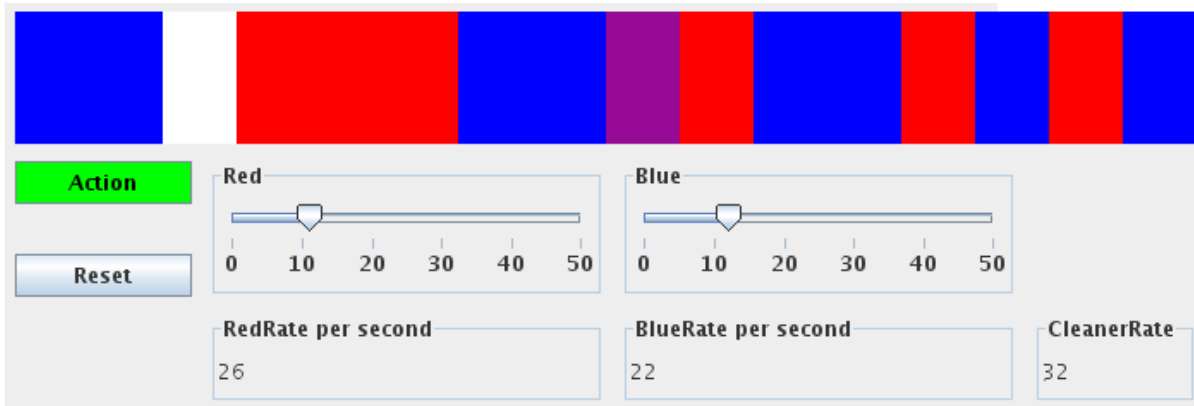 Action
Red
Blue
0 10 20 30 40 50
0 10 20 30 40 50
Reset
RedRate per second
BlueRate per second
CleanerRate
26
22
32